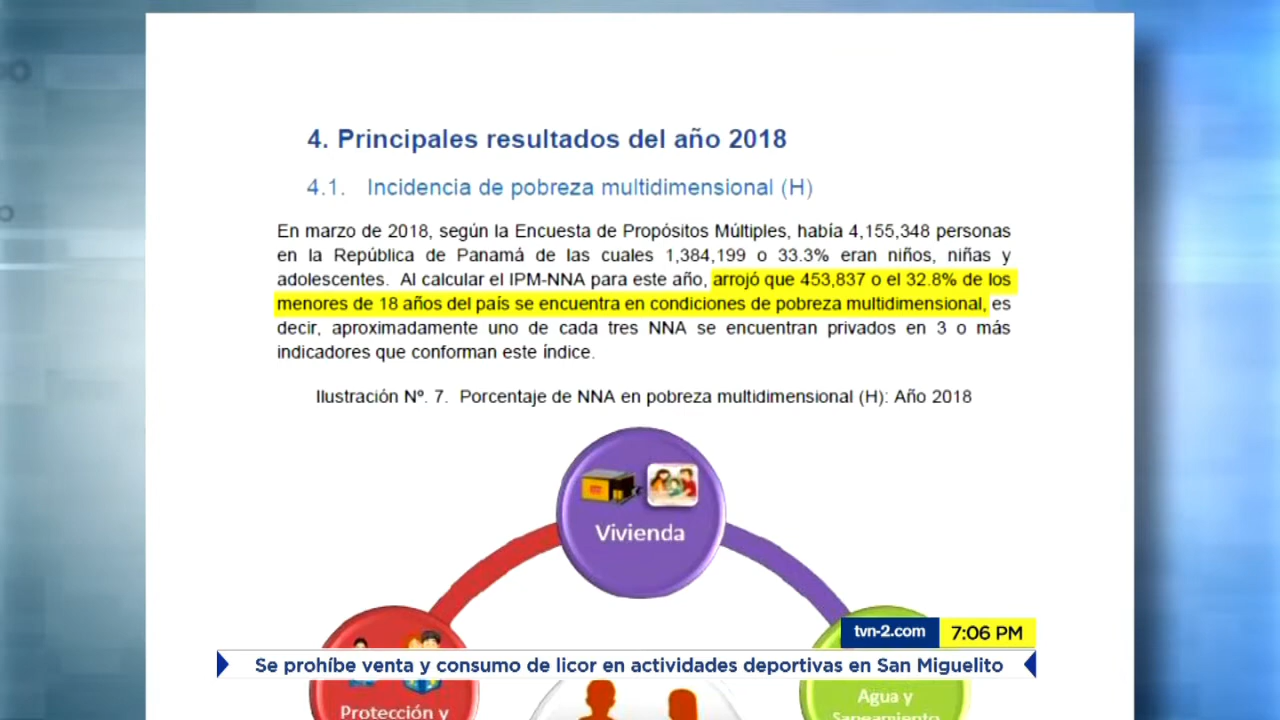 4. Principales resultados del año 2018
4.1. Incidencia de pobreza multidimensional (H)
En marzo de 2018, según la Encuesta de Propósitos Múltiples, había 4,155,348 personas
en la República de Panamá de las cuales 1,384,199 o 33.3% eran niños, niñas y
adolescentes. Al calcular el IPM-NNA para este año, arrojó que 453,837 o el 32.8% de los
menores de 18 años del país se encuentra en condiciones de pobreza multidimensional, es
decir, aproximadamente uno de cada tres NNA se encuentran privados en 3 o más
indicadores que conforman este índice.
Ilustración Nº. 7. Porcentaje de NNA en pobreza multidimensional (H): Año 2018
Vivienda
tvn-2.com 7:06 PM
Se prohíbe venta y consumo de licor en actividades deportivas en San Miguelito
Protección y
Agua y
Saneamiento